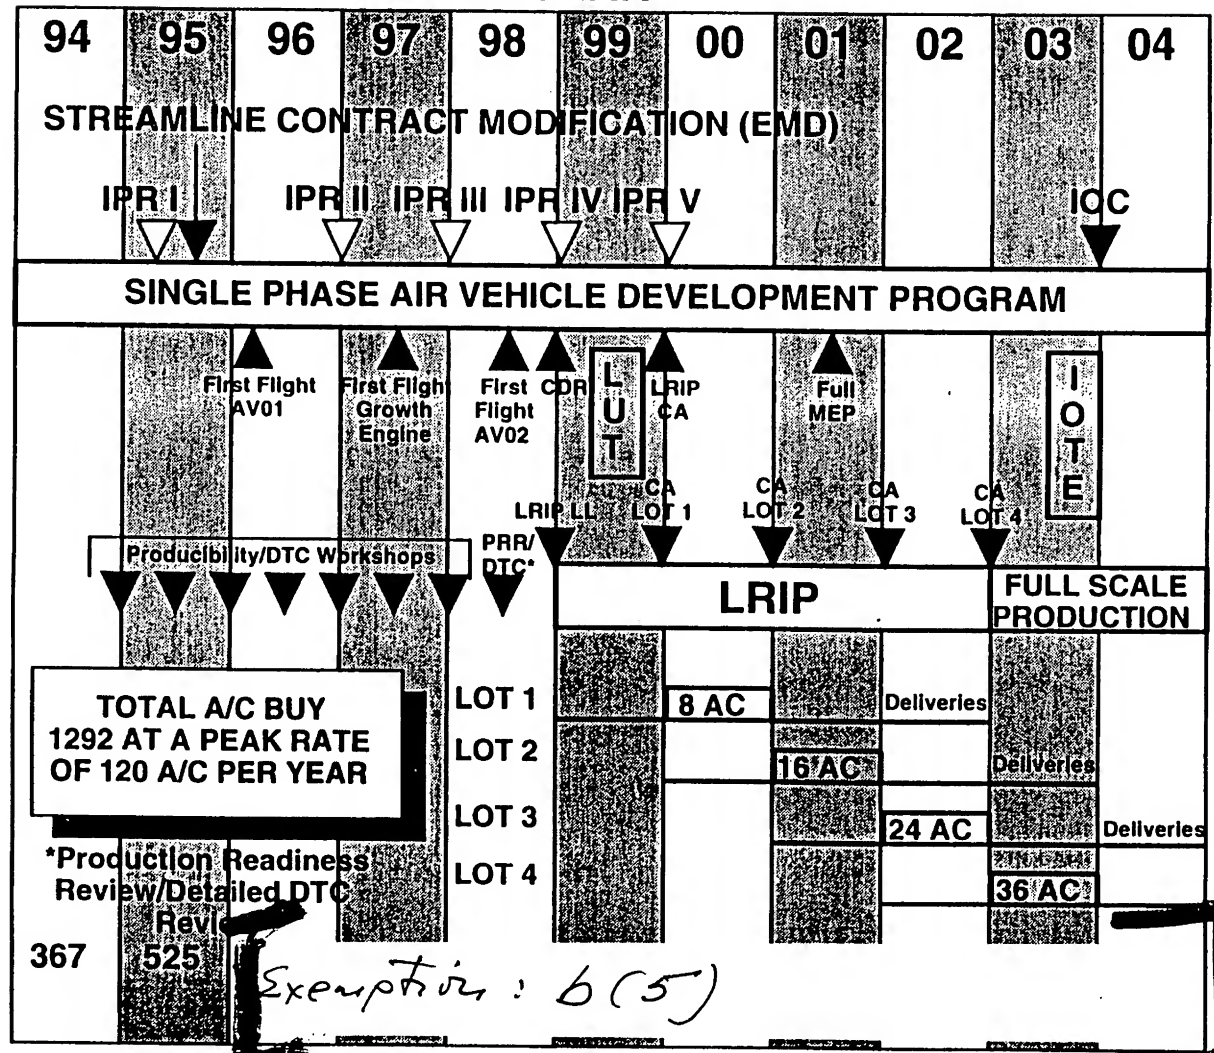 94 95 96 97 98 99 00 01 02 03 04
STREAMLINE CONTRACT MODIFICATION (EMD)
IPR I IPR II IPR III IPR IV IPR V IOC
SINGLE PHASE AIR VEHICLE DEVELOPMENT PROGRAM
First Flight
AV01
First Flight
Growth
Engine
First
Flight
AV02
CDR
LUT
LRIP
CA
Full
MEP
IOTE
LRIP LL
CA
LOT 1
CA
LOT 2
CA
LOT 3
CA
LOT 4
Producibility/DTC Workshops
PRR/
DTC*
LRIP
FULL SCALE
PRODUCTION
TOTAL A/C BUY
1292 AT A PEAK RATE
OF 120 A/C PER YEAR
LOT 1 8 AC Deliveries
LOT 2 16 AC Deliveries
LOT 3 24 AC Deliveries
LOT 4 36 AC
*Production Readiness
Review/Detailed DTC
367 525
Exemption: b(5)